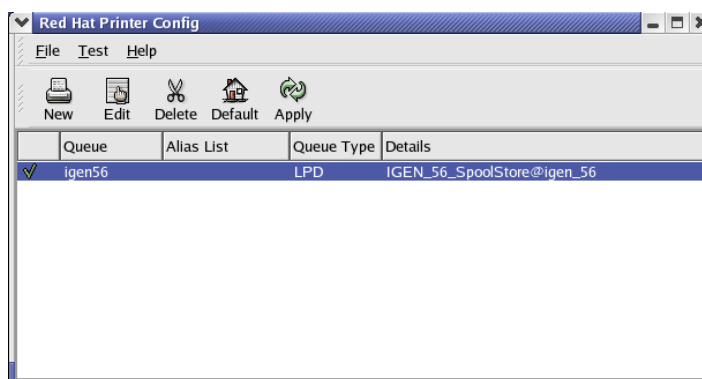 Red Hat Printer Config
File Test Help
New Edit Delete Default Apply
Queue Alias List Queue Type Details
igen56 LPD IGEN_56_SpoolStore@igen_56